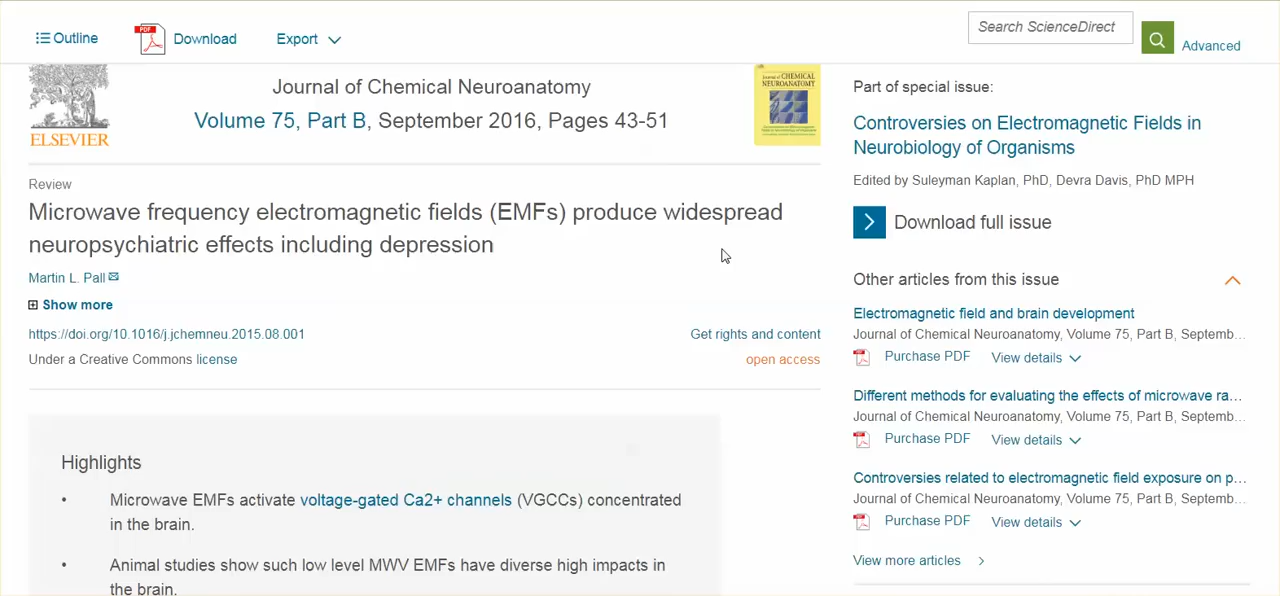 Outline
Download
Export
Search ScienceDirect
Advanced
ELSEVIER
Journal of Chemical Neuroanatomy
Volume 75, Part B, September 2016, Pages 43-51
Journal of CHEMICAL
NEUROANATOMY
Review
Microwave frequency electromagnetic fields (EMFs) produce widespread
neuropsychiatric effects including depression
Martin L. Pall
Show more
https://doi.org/10.1016/j.jchemneu.2015.08.001
Get rights and content
Under a Creative Commons license
open access
Highlights
• Microwave EMFs activate voltage-gated Ca2+ channels (VGCCs) concentrated
in the brain.
• Animal studies show such low level MWV EMFs have diverse high impacts in
the brain.
Part of special issue:
Controversies on Electromagnetic Fields in
Neurobiology of Organisms
Edited by Suleyman Kaplan, PhD, Devra Davis, PhD MPH
Download full issue
Other articles from this issue
Electromagnetic field and brain development
Journal of Chemical Neuroanatomy, Volume 75, Part B, Septemb...
PDF Purchase PDF View details
Different methods for evaluating the effects of microwave ra...
Journal of Chemical Neuroanatomy, Volume 75, Part B, Septemb...
PDF Purchase PDF View details
Controversies related to electromagnetic field exposure on p...
Journal of Chemical Neuroanatomy, Volume 75, Part B, Septemb...
PDF Purchase PDF View details
View more articles